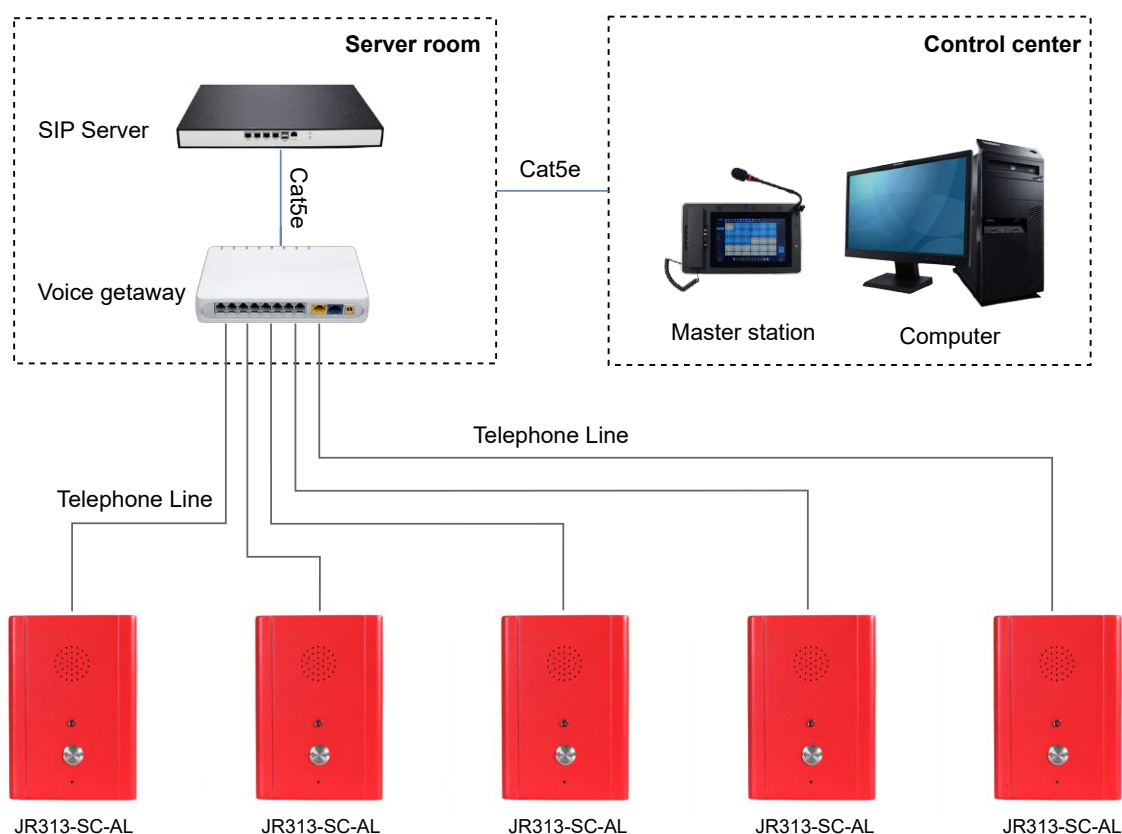 Server room
Control center
SIP Server
Cat5e
Cat5e
Voice getaway
Master station
Computer
Telephone Line
Telephone Line
JR313-SC-AL
JR313-SC-AL
JR313-SC-AL
JR313-SC-AL
JR313-SC-AL